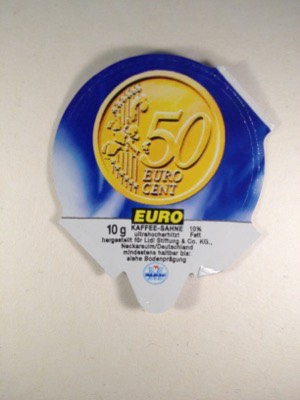 50
EURO
CENT
EURO
10 g KAFFEE-SAHNE 10%
ultrahocherhitzt Fett
hergestellt für Lidl Stiftung & Co. KG.,
Neckarsulm/Deutschland
mindestens haltbar bis:
siehe Bodenprägung